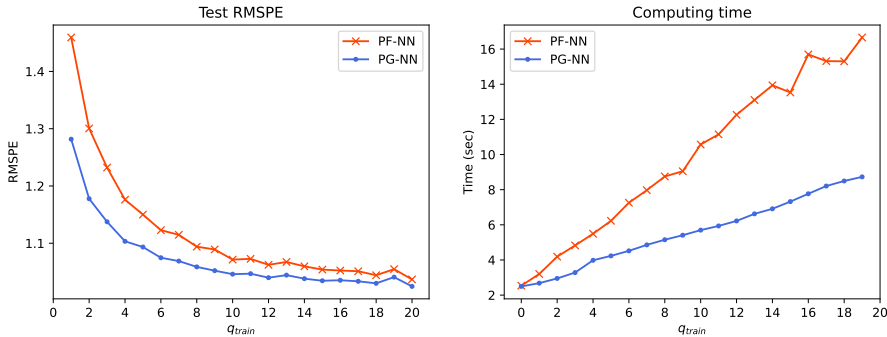 Test RMSPE
PF-NN
PG-NN
RMSPE
1.4
1.3
1.2
1.1
0 2 4 6 8 10 12 14 16 18 20
q_train
Computing time
PF-NN
PG-NN
Time (sec)
16
14
12
10
8
6
4
2
0 2 4 6 8 10 12 14 16 18 20
q_train